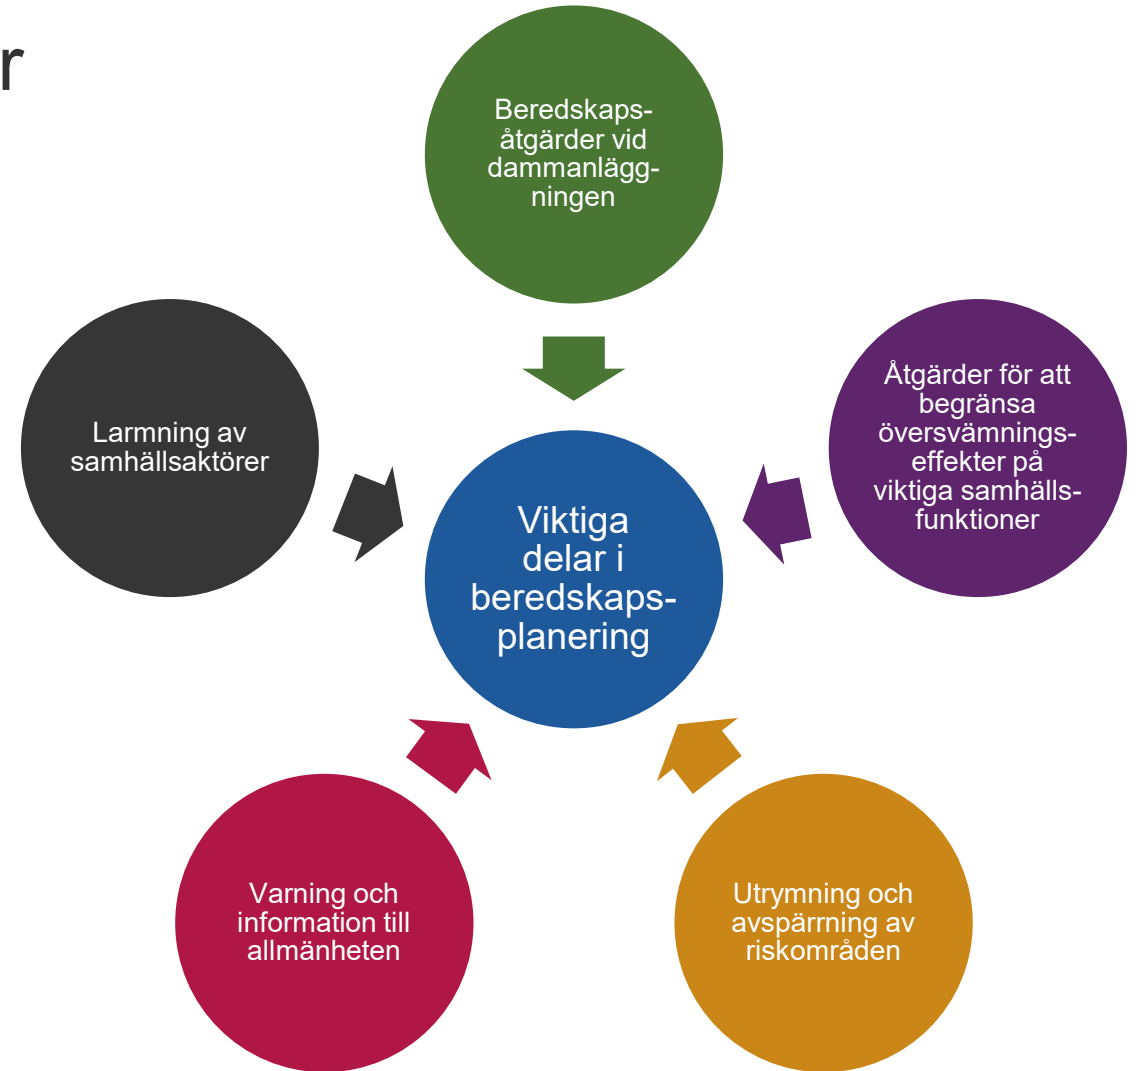 r
Beredskaps-
åtgärder vid
dammanlägg-
ningen
Larmning av
samhällsaktörer
Åtgärder för att
begränsa
översvämnings-
effekter på
viktiga samhälls-
funktioner
Viktiga
delar i
beredskaps-
planering
Varning och
information till
allmänheten
Utrymning och
avspärrning av
riskområden